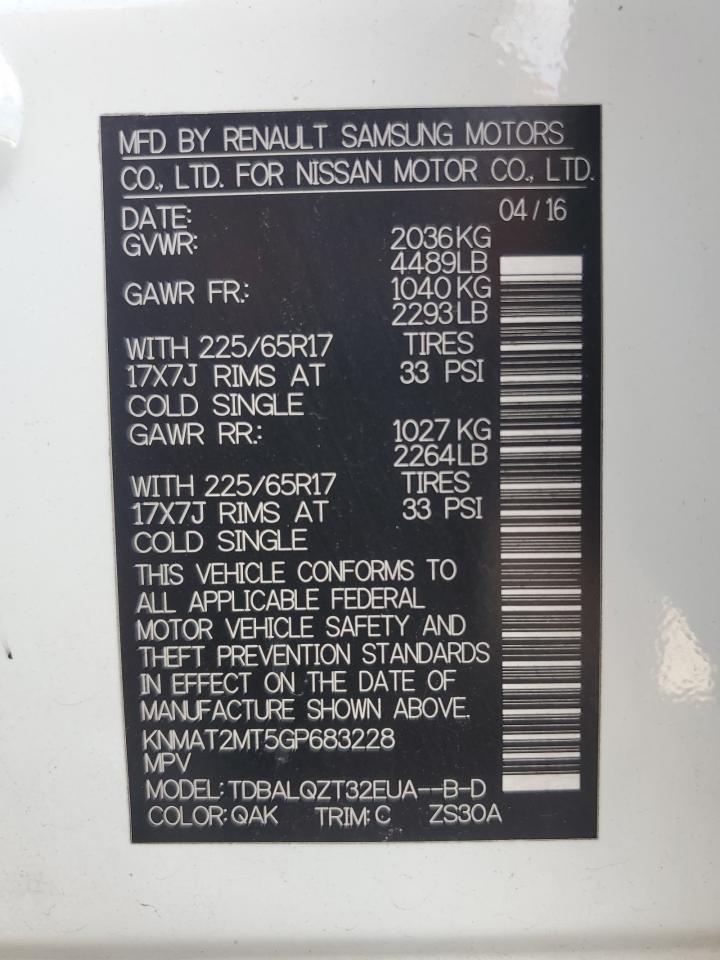 MFD BY RENAULT SAMSUNG MOTORS
CO., LTD. FOR NISSAN MOTOR CO., LTD.
DATE: 04/16
GVWR: 2036KG
4489LB
GAWR FR.: 1040KG
2293LB
WITH 225/65R17 TIRES
17X7J RIMS AT 33 PSI
COLD SINGLE
GAWR RR.: 1027KG
2264LB
WITH 225/65R17 TIRES
17X7J RIMS AT 33 PSI
COLD SINGLE
THIS VEHICLE CONFORMS TO
ALL APPLICABLE FEDERAL
MOTOR VEHICLE SAFETY AND
THEFT PREVENTION STANDARDS
IN EFFECT ON THE DATE OF
MANUFACTURE SHOWN ABOVE.
KNMAT2MT5GP683228
MPV
MODEL: TDBALQZT32EUA--B-D
COLOR: QAK TRIM: C ZS30A